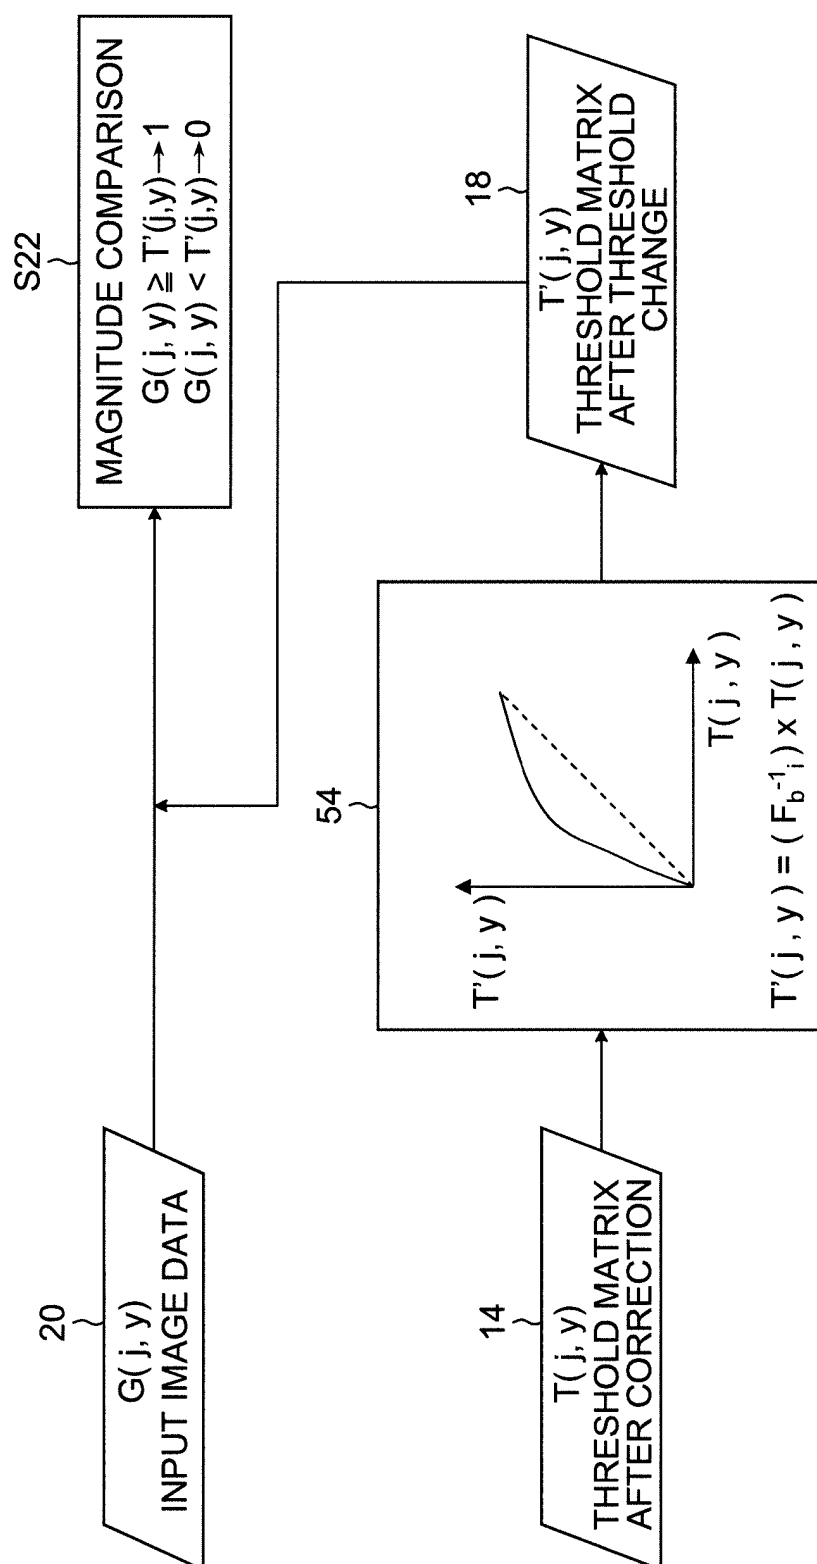 20
G( j, y)
INPUT IMAGE DATA
S22
MAGNITUDE COMPARISON
G( j, y) ≧ T'(j,y)→1
G( j, y) < T'(j,y)→0
14
T( j, y)
THRESHOLD MATRIX
AFTER CORRECTION
54
T'( j, y )
T( j , y )
T'( j , y ) = ( F_b^-1_i ) x T( j , y )
18
T'( j, y)
THRESHOLD MATRIX
AFTER THRESHOLD
CHANGE